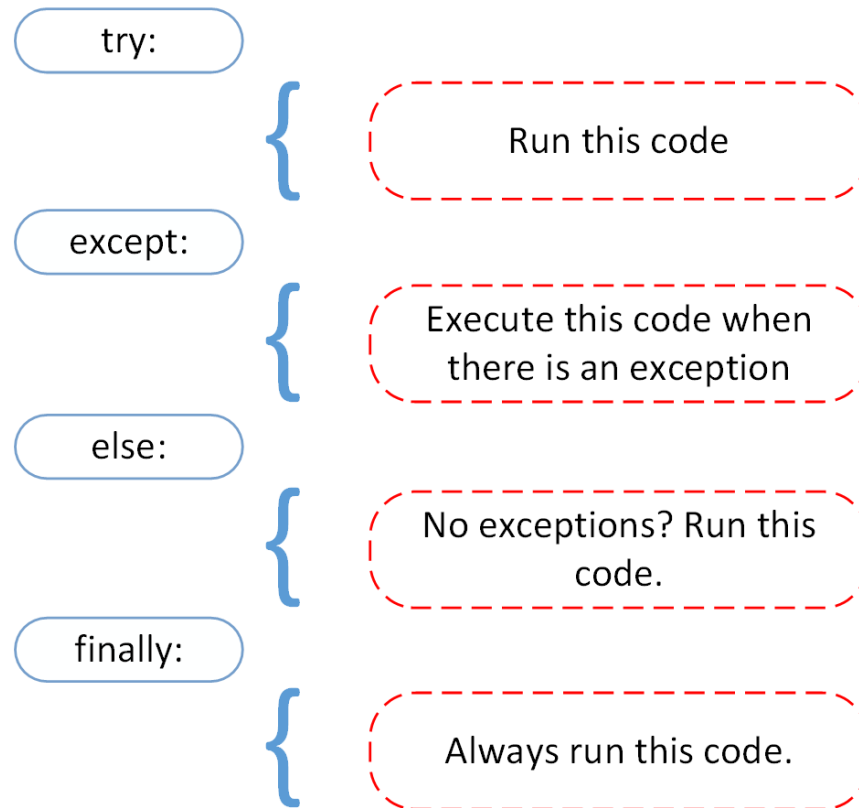 try:
Run this code
except:
Execute this code when
there is an exception
else:
No exceptions? Run this
code.
finally:
Always run this code.